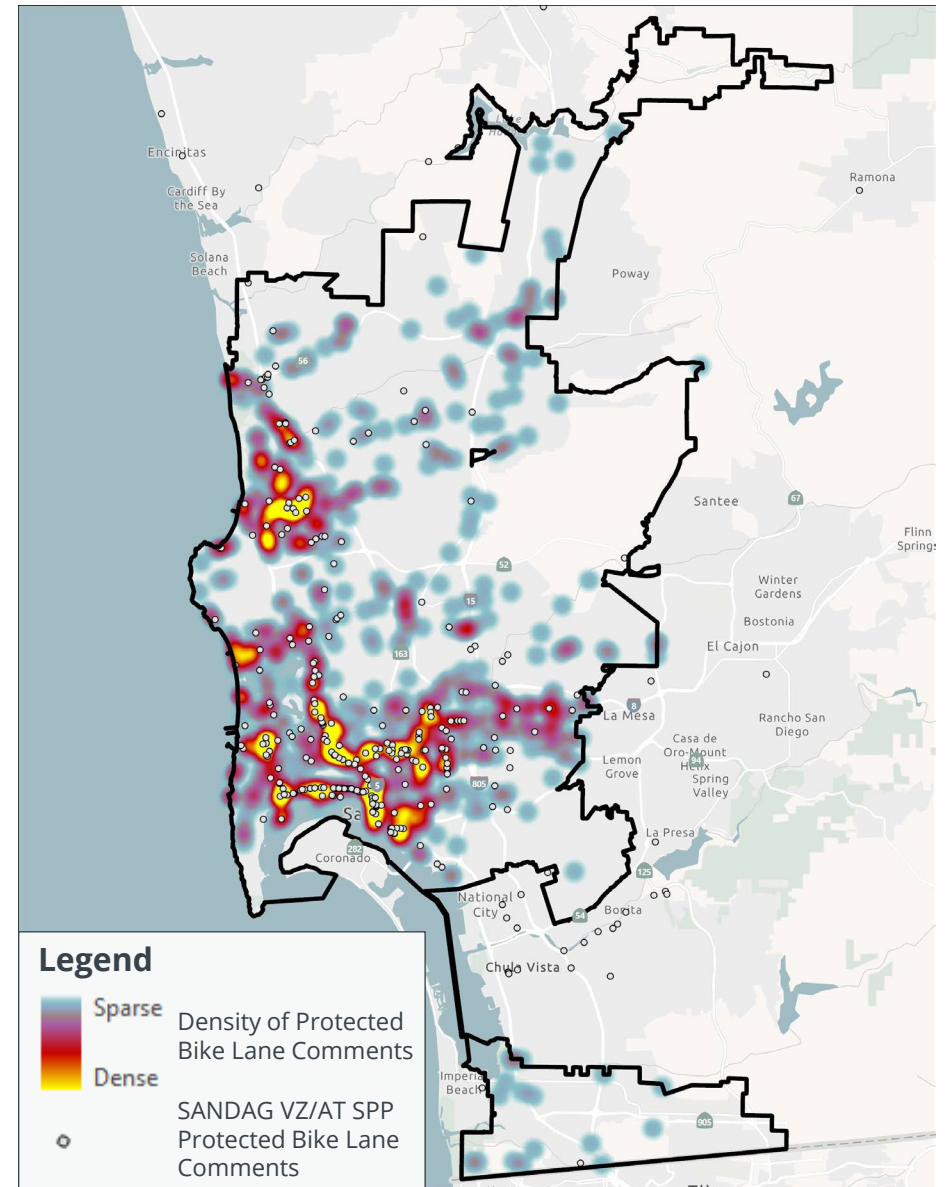 Encinitas
Cardiff By
the Sea
Ramona
Solana
Beach
Poway
56
Santee
67
Flinn
Springs
52
Winter
Gardens
15
Bostonia
El Cajon
163
8
La Mesa
Rancho San
Diego
Casa de
Oro-Mount
Helix
94
Lemon
Grove
Spring
Valley
5
805
Sa
La Presa
282
Coronado
125
National
City
54
Bonita
Chula Vista
Imperial
Beach
905
Legend
Sparse
Dense
Density of Protected
Bike Lane Comments
SANDAG VZ/AT SPP
Protected Bike Lane
Comments